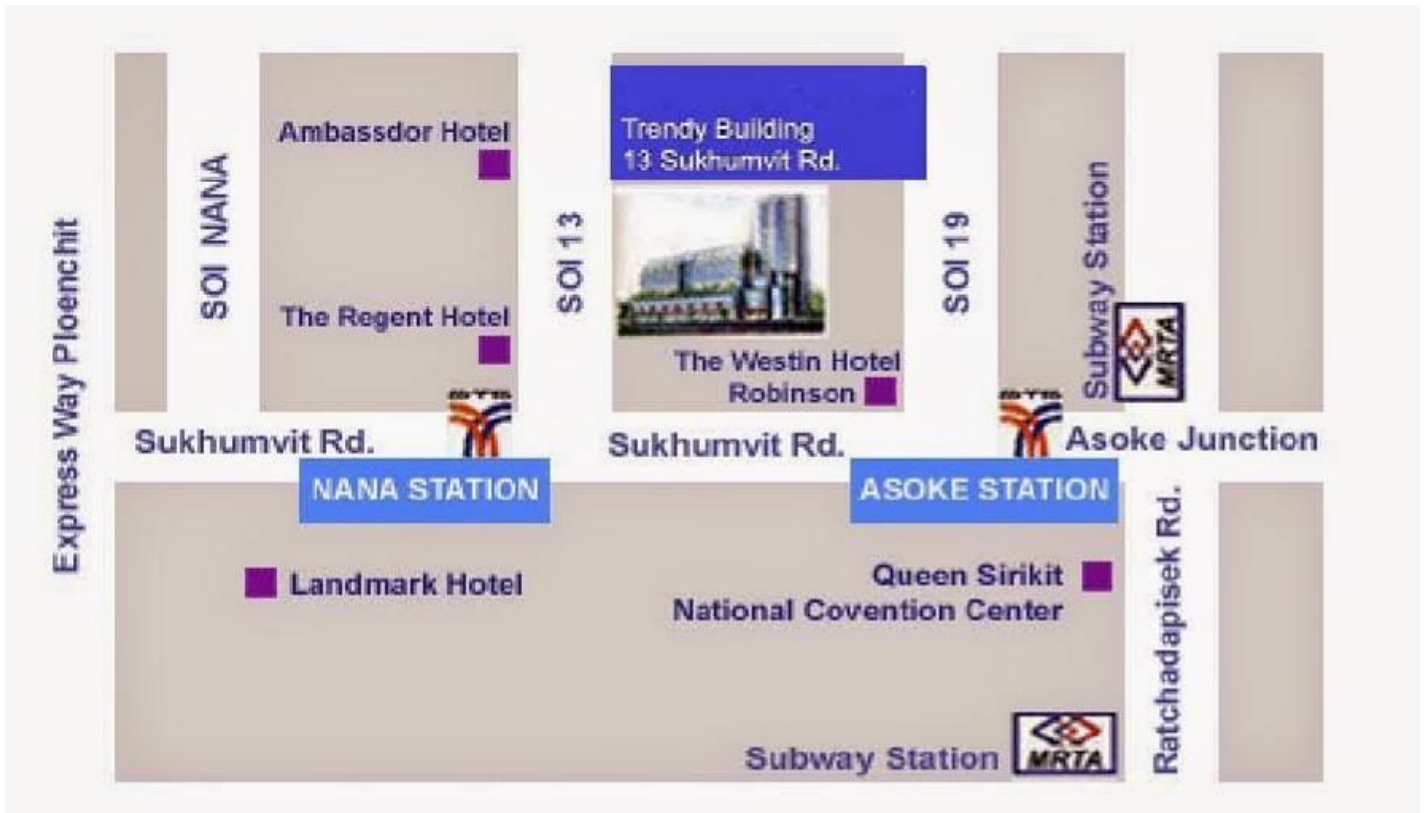 Ambassdor Hotel
Trendy Building
13 Sukhumvit Rd.
SOI NANA
SOI 13
SOI 19
Subway Station
MRTA
Express Way Ploenchit
The Regent Hotel
The Westin Hotel
Robinson
BTS
BTS
Sukhumvit Rd.
Sukhumvit Rd.
Asoke Junction
NANA STATION
ASOKE STATION
Landmark Hotel
Queen Sirikit
National Covention Center
Ratchadapisek Rd.
Subway Station
MRTA